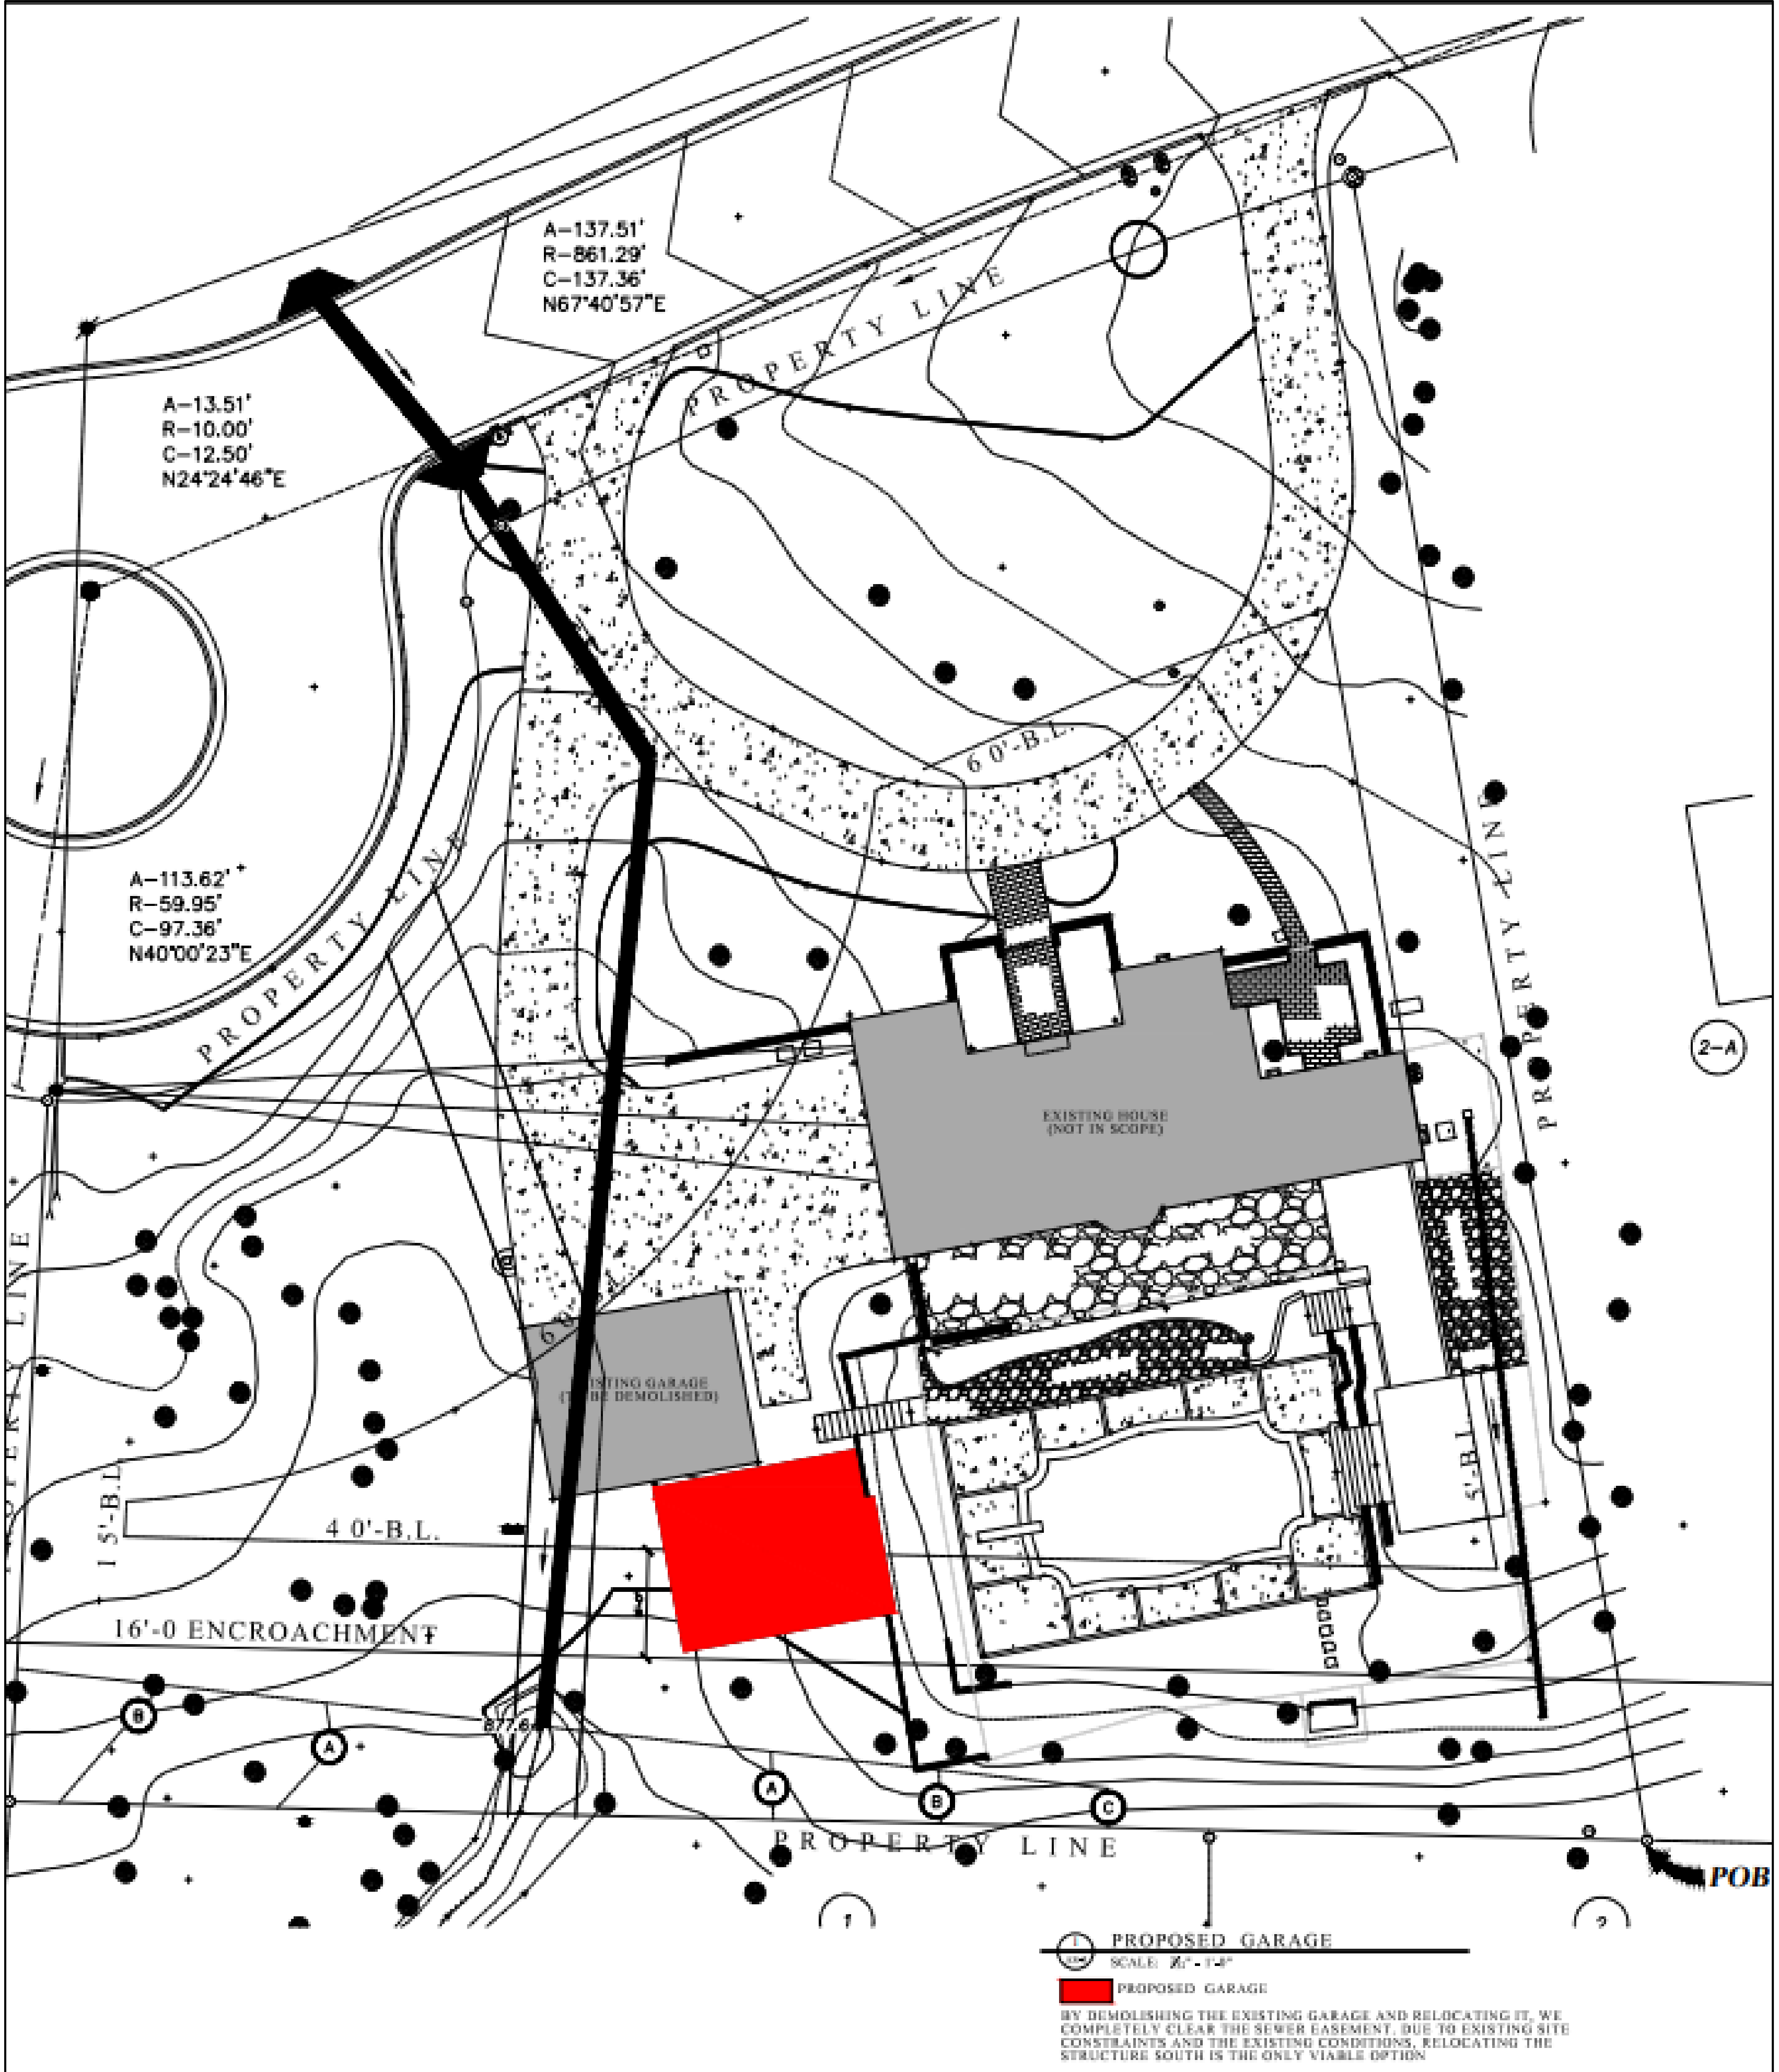 A-137.51'
R-861.29'
C-137.36'
N67°40'57"E
PROPERTY LINE
A-13.51'
R-10.00'
C-12.50'
N24°24'46"E
60'-B.L.
A-113.62'
R-59.95'
C-97.36'
N40°00'23"E
PROPERTY LINE
PROPERTY LINE
2-A
EXISTING HOUSE
(NOT IN SCOPE)
PROPERTY LINE
ISTING GARAGE
BE DEMOLISHED)
15'-B.L.
40'-B.L.
5'-B.L.
16'-0 ENCROACHMENT
877.6
B
A
A
B
C
PROPERTY LINE
POB
1
2
PROPOSED GARAGE
SCALE:
PROPOSED GARAGE
BY DEMOLISHING THE EXISTING GARAGE AND RELOCATING IT, WE
COMPLETELY CLEAR THE SEWER EASEMENT. DUE TO EXISTING SITE
CONSTRAINTS AND THE EXISTING CONDITIONS, RELOCATING THE
STRUCTURE SOUTH IS THE ONLY VIABLE OPTION